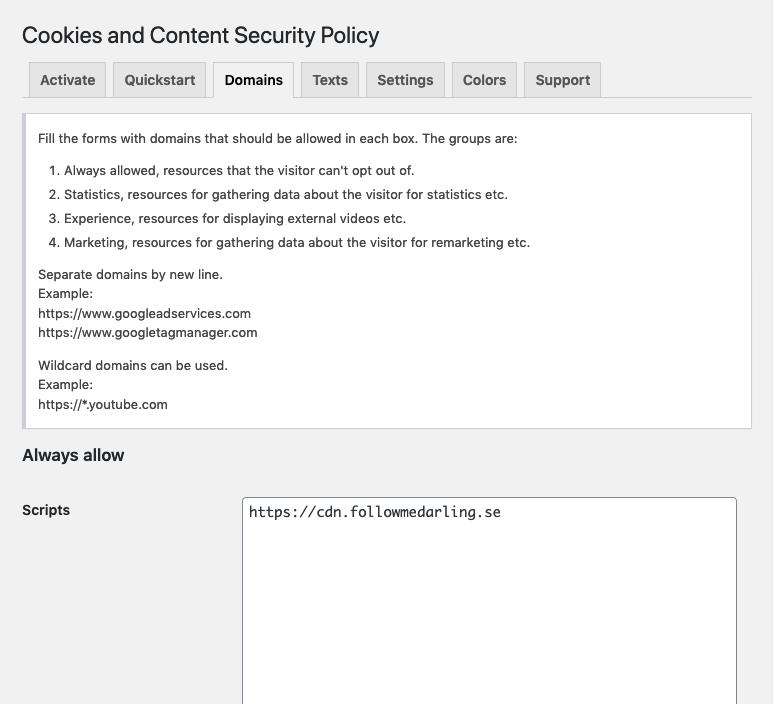 Cookies and Content Security Policy
Activate Quickstart Domains Texts Settings Colors Support
Fill the forms with domains that should be allowed in each box. The groups are:
1. Always allowed, resources that the visitor can't opt out of.
2. Statistics, resources for gathering data about the visitor for statistics etc.
3. Experience, resources for displaying external videos etc.
4. Marketing, resources for gathering data about the visitor for remarketing etc.
Separate domains by new line.
Example:
https://www.googleadservices.com
https://www.googletagmanager.com
Wildcard domains can be used.
Example:
https://*.youtube.com
Always allow
Scripts https://cdn.followmedarling.se